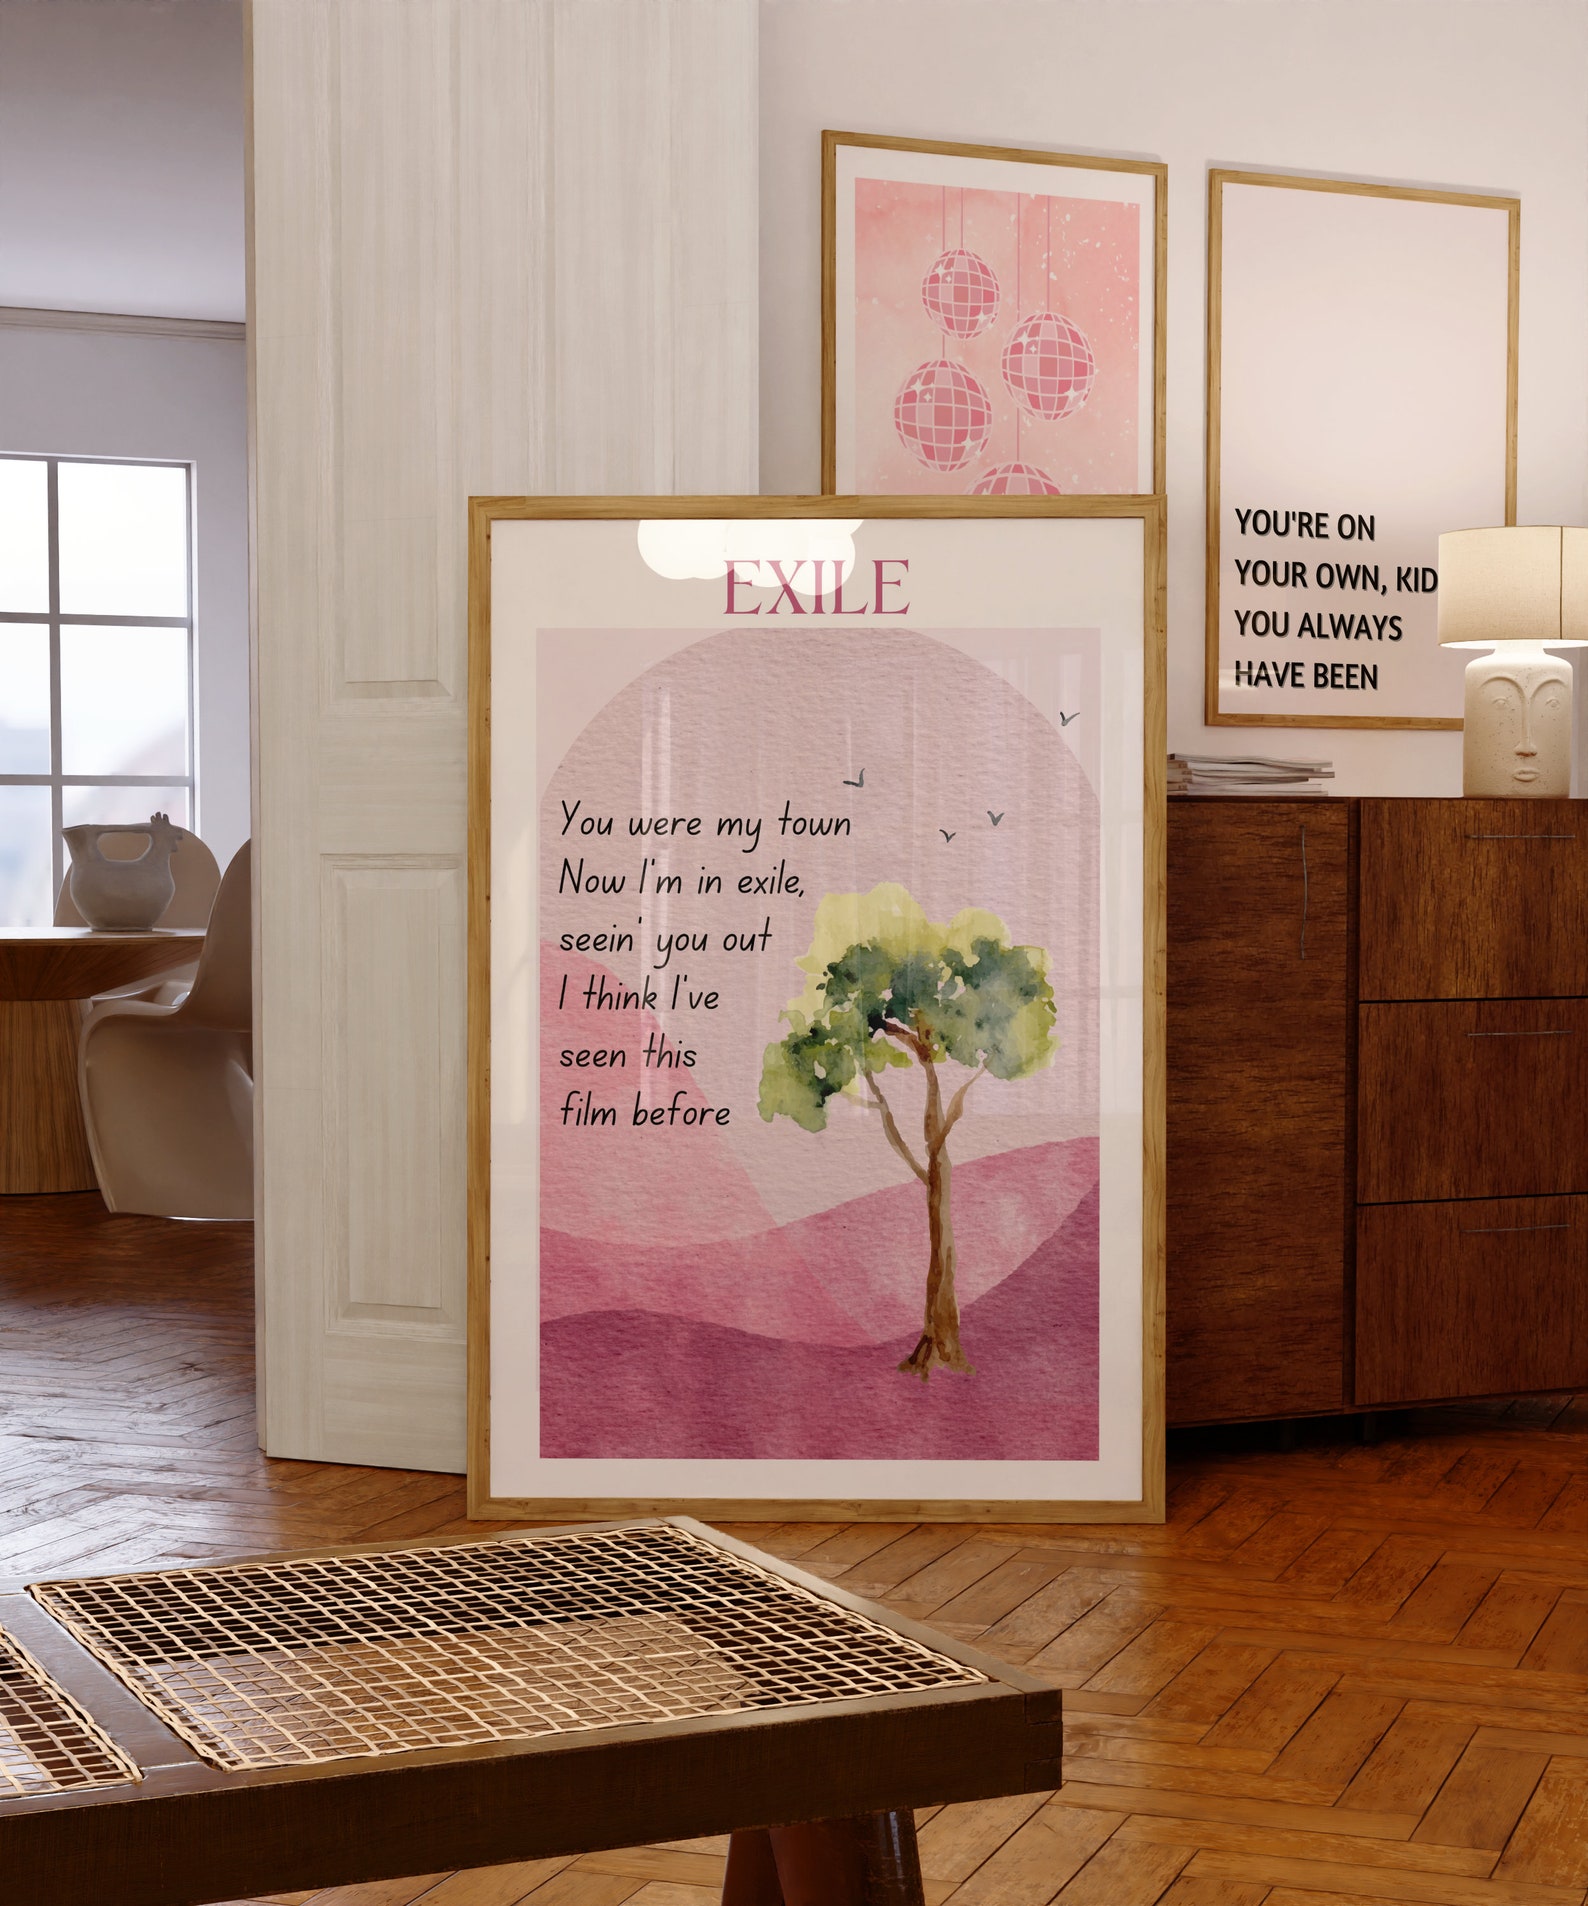 EXILE
You were my town
Now I'm in exile,
seein' you out
I think I've
seen this
film before
YOU'RE ON
YOUR OWN, KID
YOU ALWAYS
HAVE BEEN